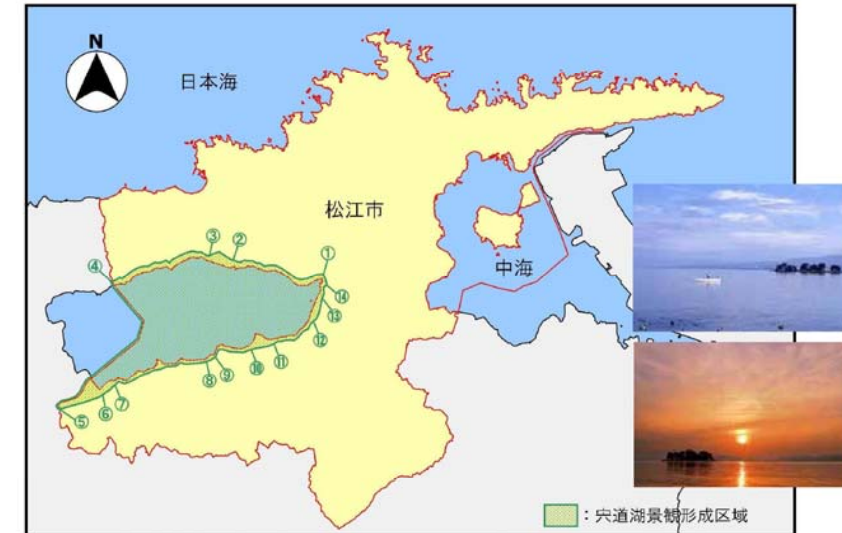 N
日本海
松江市
中海
③
②
①
④
⑭
⑬
⑫
⑪
⑩
⑨
⑧
⑦
⑥
⑤
：宍道湖景観形成区域